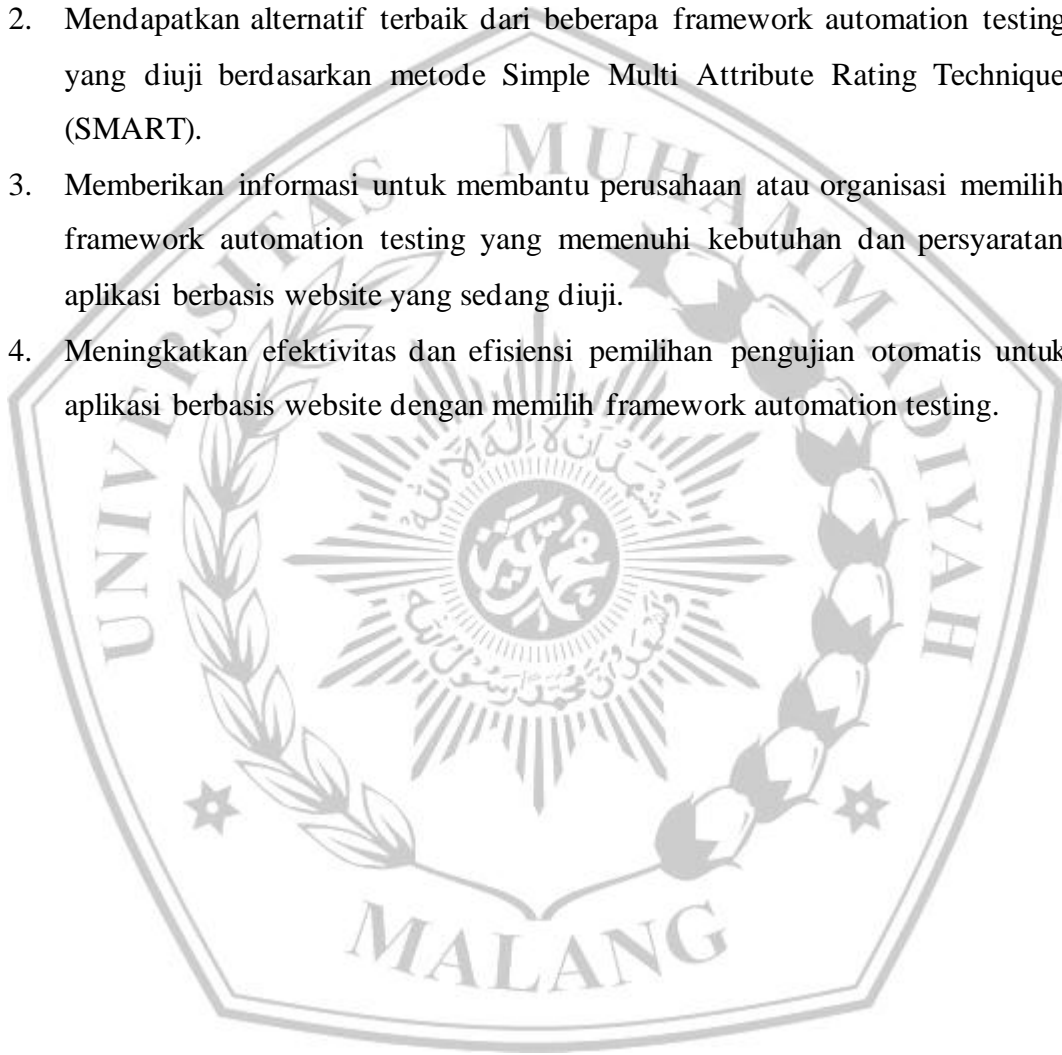 2. Mendapatkan alternatif terbaik dari beberapa framework automation testing
yang diuji berdasarkan metode Simple Multi Attribute Rating Technique
(SMART).
3. Memberikan informasi untuk membantu perusahaan atau organisasi memilih
framework automation testing yang memenuhi kebutuhan dan persyaratan
aplikasi berbasis website yang sedang diuji.
4. Meningkatkan efektivitas dan efisiensi pemilihan pengujian otomatis untuk
aplikasi berbasis website dengan memilih framework automation testing.
UNIVERSITAS MUHAMMADIYAH
MALANG